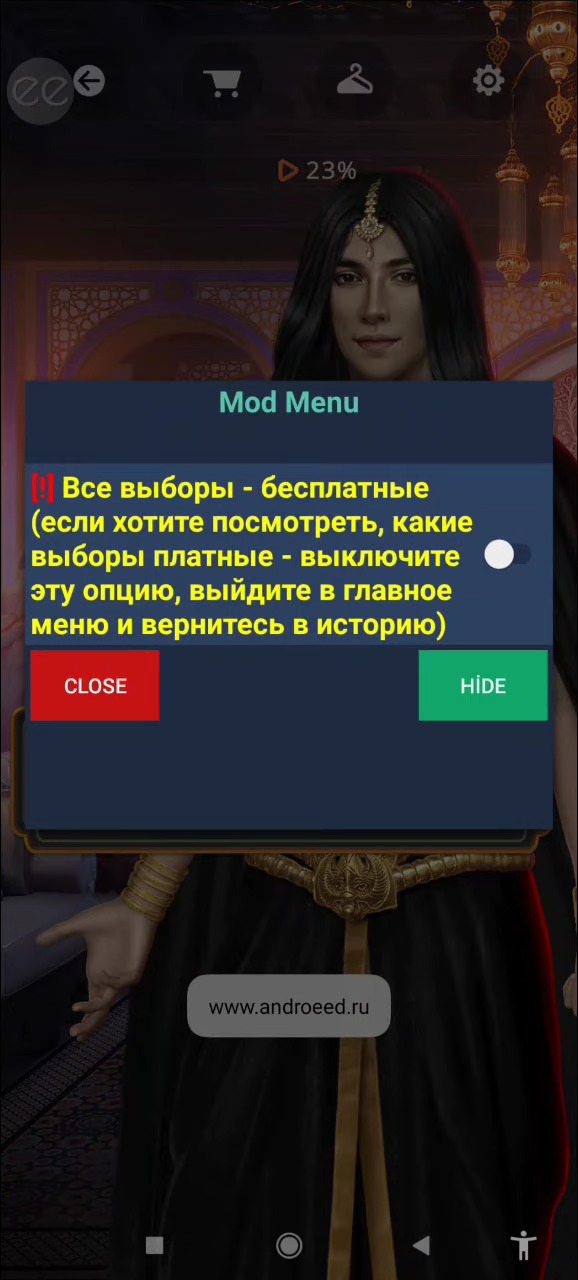 ee
23%
Mod Menu
[!] Все выборы - бесплатные
(если хотите посмотреть, какие
выборы платные - выключите
эту опцию, выйдите в главное
меню и вернитесь в историю)
CLOSE
HİDE
www.androeed.ru